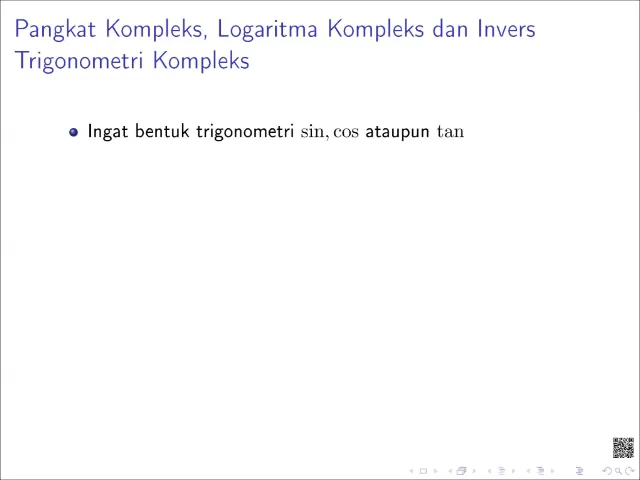 Pangkat Kompleks, Logaritma Kompleks dan Invers
Trigonometri Kompleks
Ingat bentuk trigonometri sin, cos ataupun tan